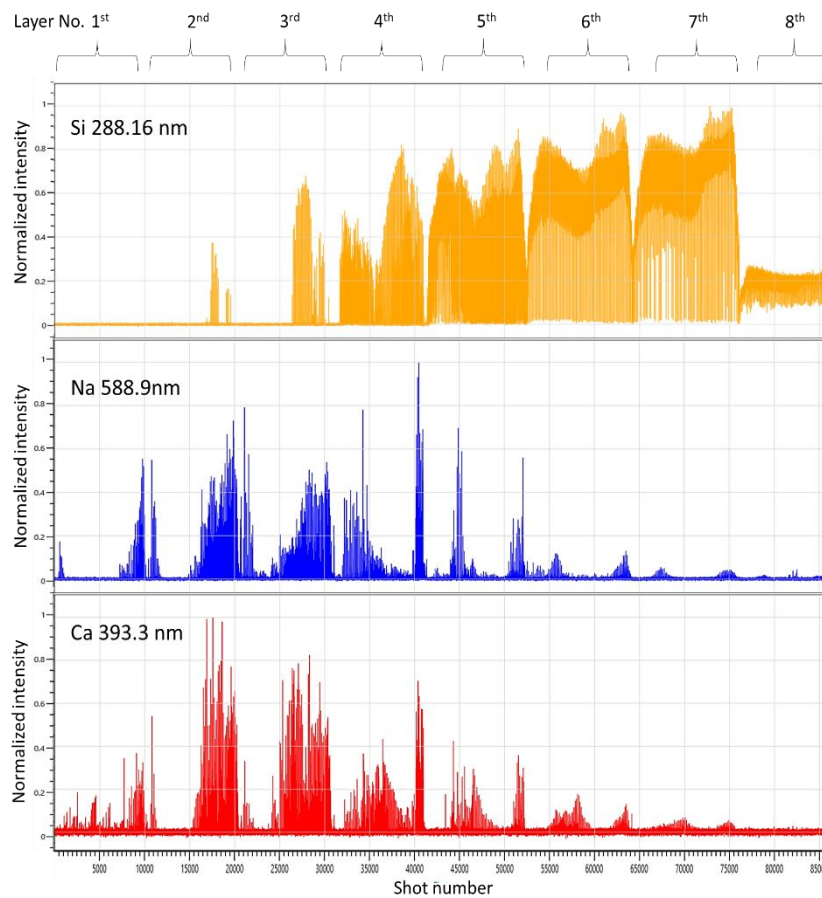 Layer No. 1st 2nd 3rd 4th 5th 6th 7th 8th
Si 288.16 nm
Normalized intensity
1
0.8
0.6
0.4
0.2
0
Na 588.9nm
Normalized intensity
1
0.8
0.6
0.4
0.2
0
Ca 393.3 nm
Normalized intensity
1
0.8
0.6
0.4
0.2
0
5000 10000 15000 20000 25000 30000 35000 40000 45000 50000 55000 60000 65000 70000 75000 80000
Shot number